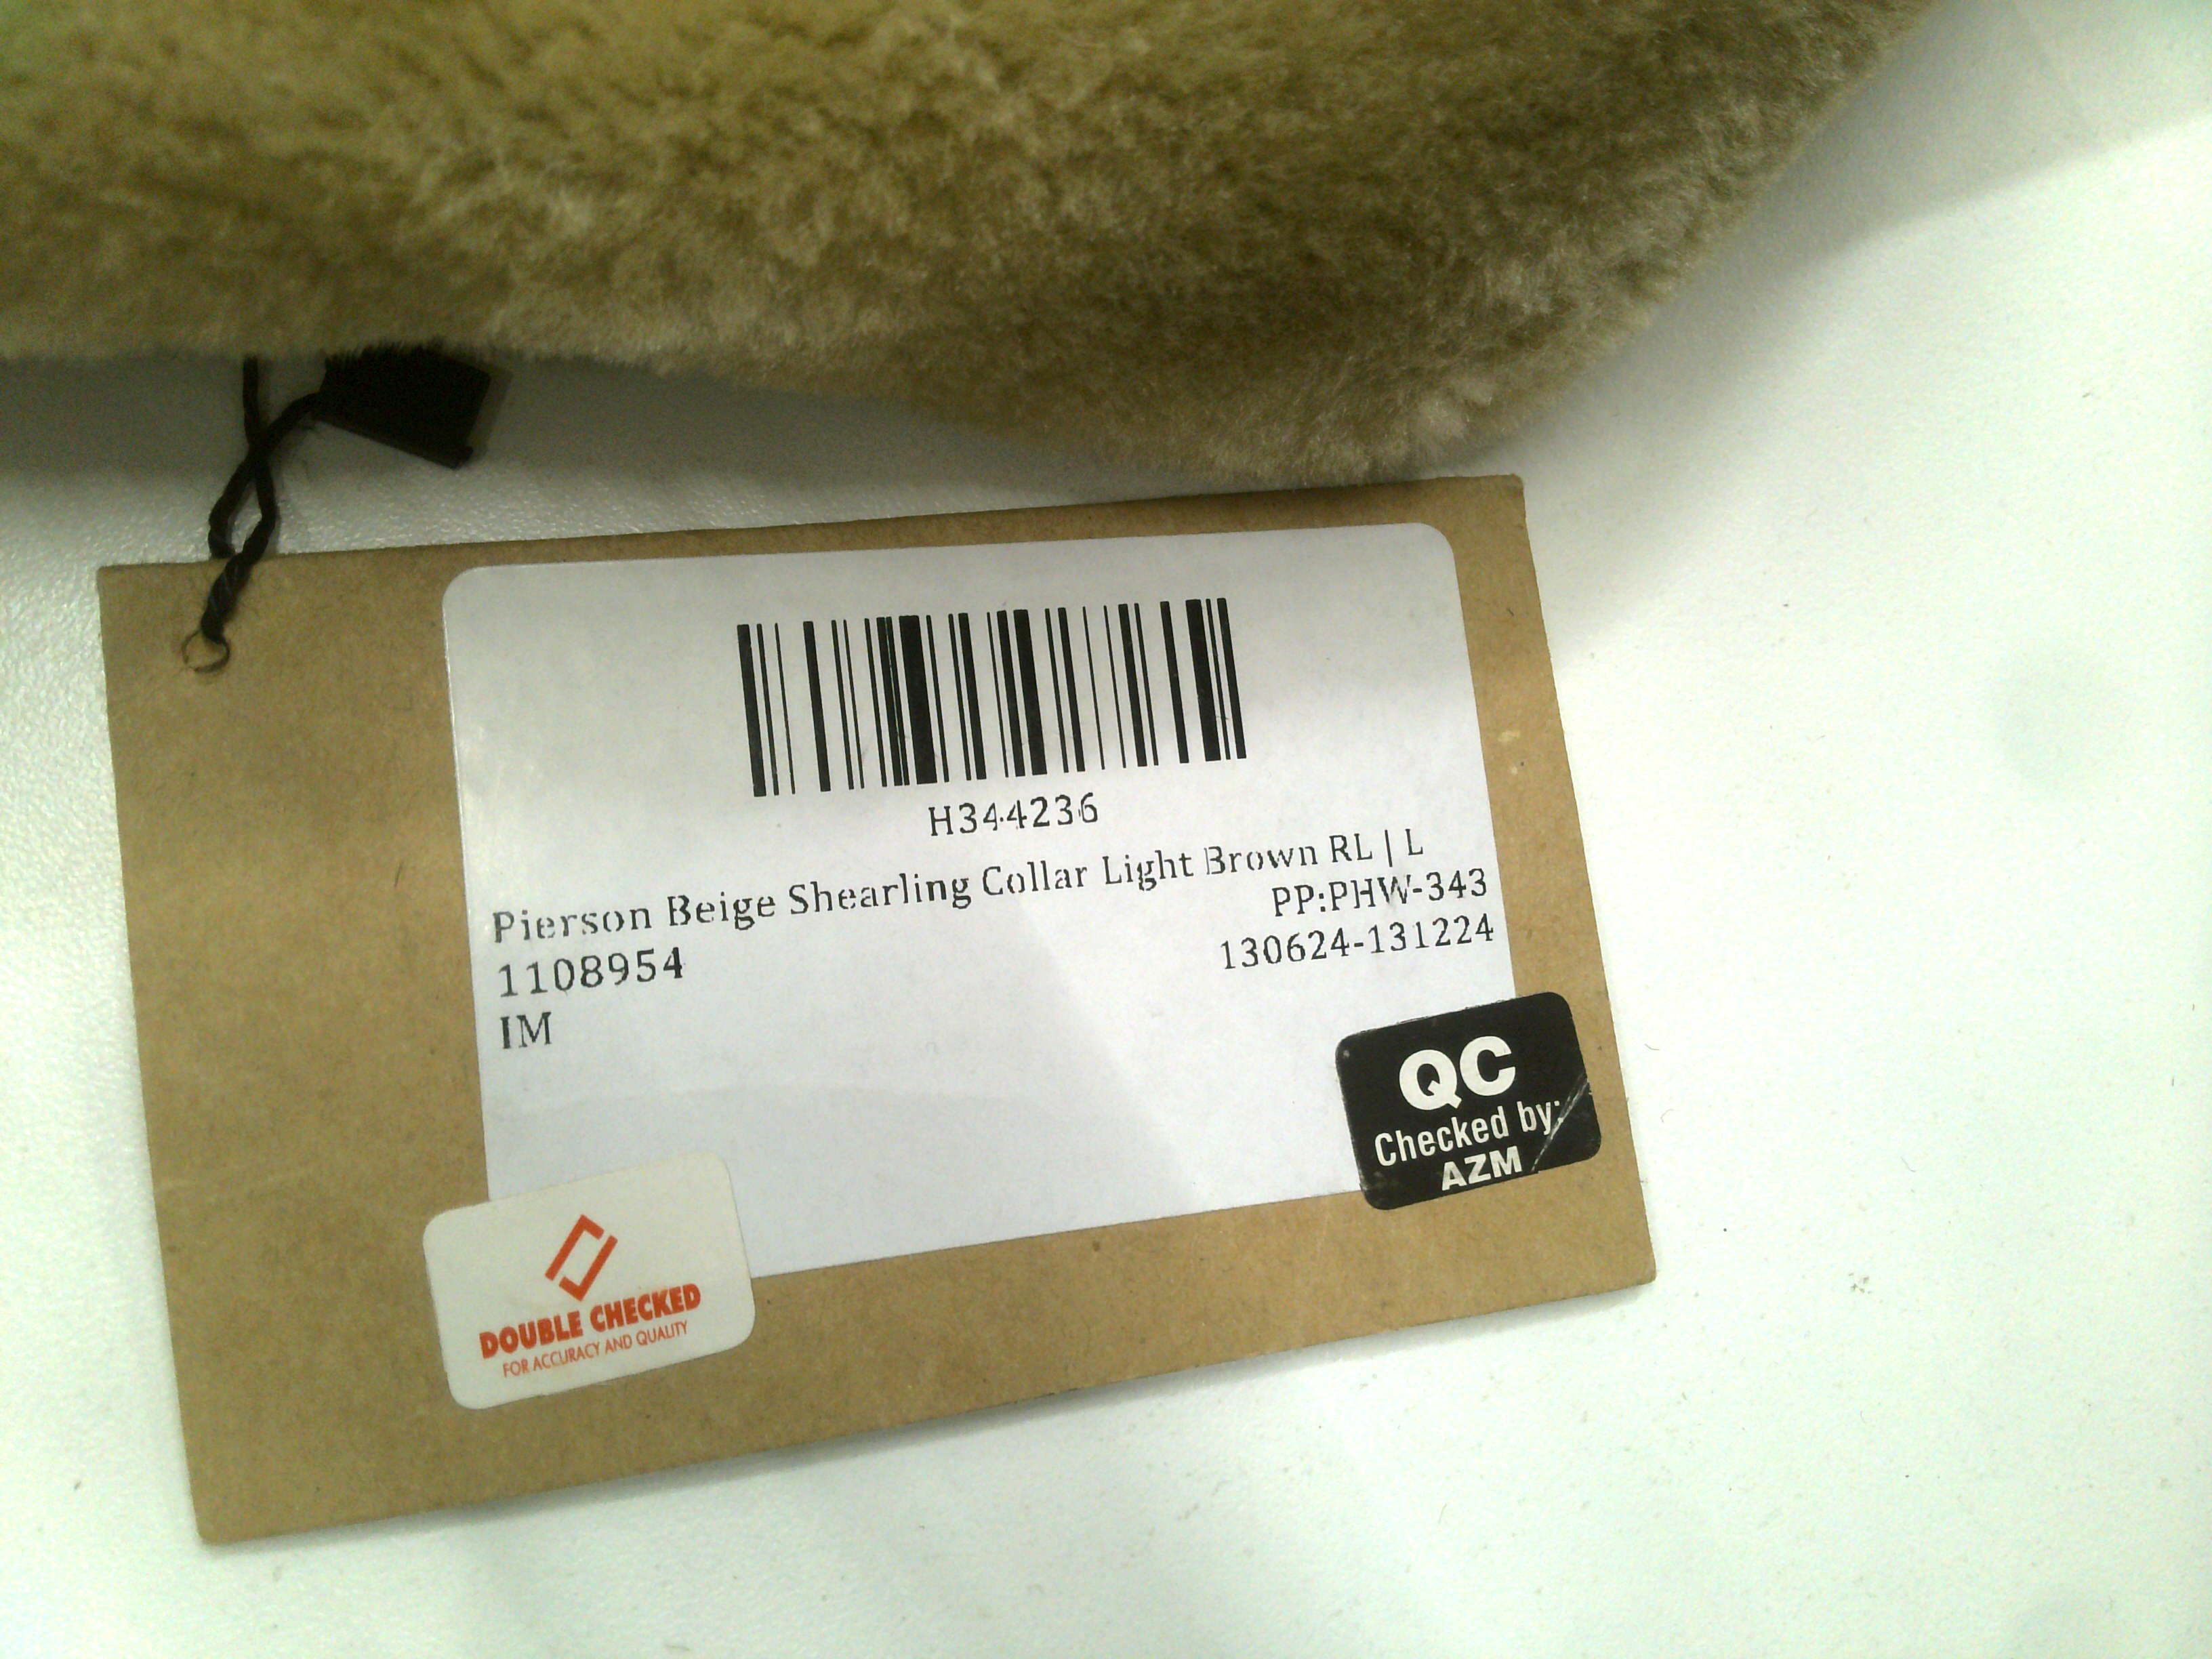 H344236
Pierson Beige Shearling Collar Light Brown RL | L
PP:PHW-343
1108954
130624-131224
IM
QC
Checked by:
AZM
DOUBLE CHECKED
FOR ACCURACY AND QUALITY